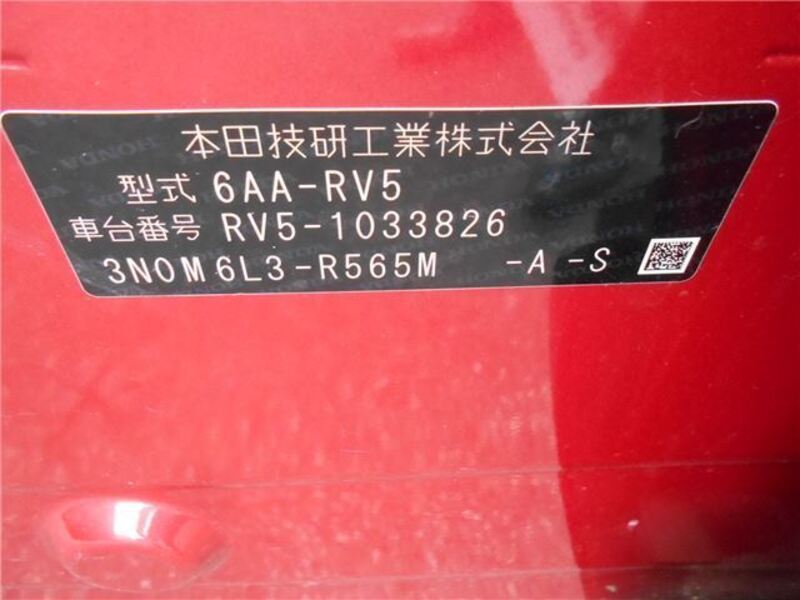 本田技研工業株式会社
型式 6AA-RV5
車台番号 RV5-1033826
3NOM6L3-R565M -A -S